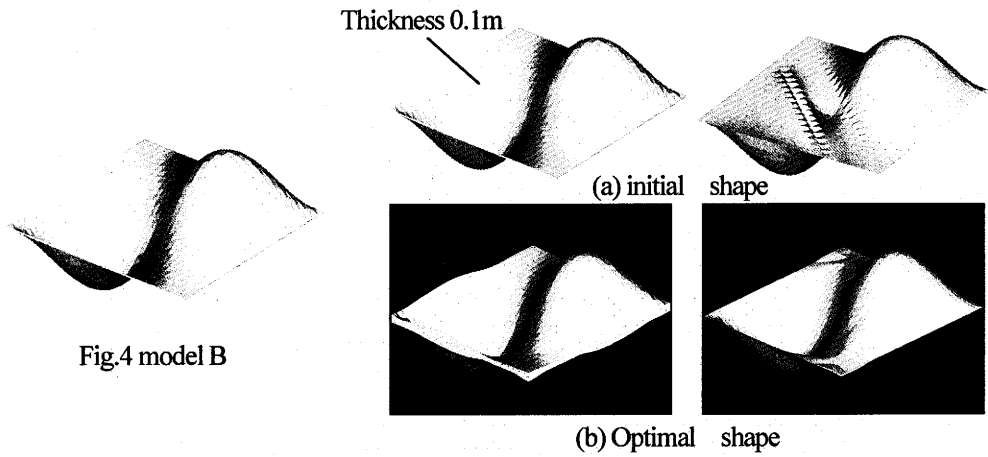 Thickness 0.1m
(a) initial shape
Fig.4 model B
(b) Optimal shape